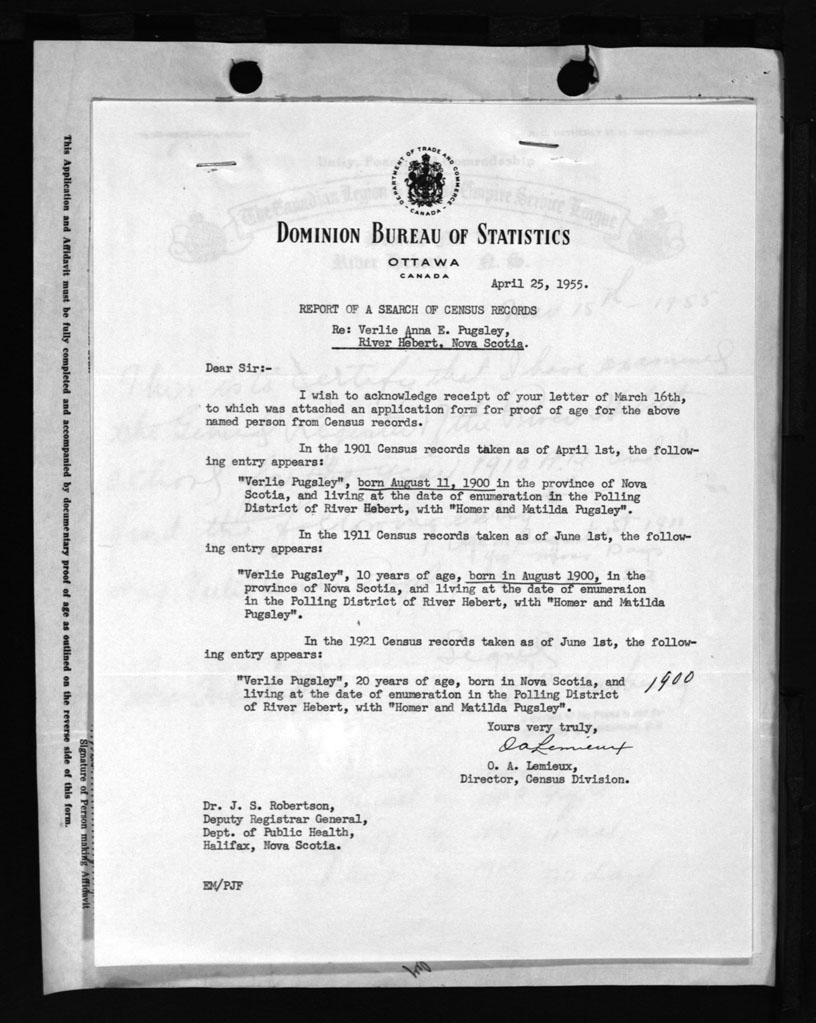 DEPARTMENT OF TRADE AND COMMERCE
- CANADA -
DOMINION BUREAU OF STATISTICS
OTTAWA
CANADA
April 25, 1955.
REPORT OF A SEARCH OF CENSUS RECORDS
Re: Verlie Anna E. Pugsley,
River Hebert, Nova Scotia.
Dear Sir:-
I wish to acknowledge receipt of your letter of March 16th,
to which was attached an application form for proof of age for the above
named person from Census records.
In the 1901 Census records taken as of April 1st, the follow-
ing entry appears:
"Verlie Pugsley", born August 11, 1900 in the province of Nova
Scotia, and living at the date of enumeration in the Polling
District of River Hebert, with "Homer and Matilda Pugsley".
In the 1911 Census records taken as of June 1st, the follow-
ing entry appears:
"Verlie Pugsley", 10 years of age, born in August 1900, in the
province of Nova Scotia, and living at the date of enumeraion
in the Polling District of River Hebert, with "Homer and Matilda
Pugsley".
In the 1921 Census records taken as of June 1st, the follow-
ing entry appears:
"Verlie Pugsley", 20 years of age, born in Nova Scotia, and
living at the date of enumeration in the Polling District
of River Hebert, with "Homer and Matilda Pugsley".
1900
Yours very truly,
O A Lemieux
O. A. Lemieux,
Director, Census Division.
Dr. J. S. Robertson,
Deputy Registrar General,
Dept. of Public Health,
Halifax, Nova Scotia.
EM/PJF
This Application and Affidavit must be fully completed and accompanied by documentary proof of age as outlined on the reverse side of this form.
Signature of Person making Affidavit